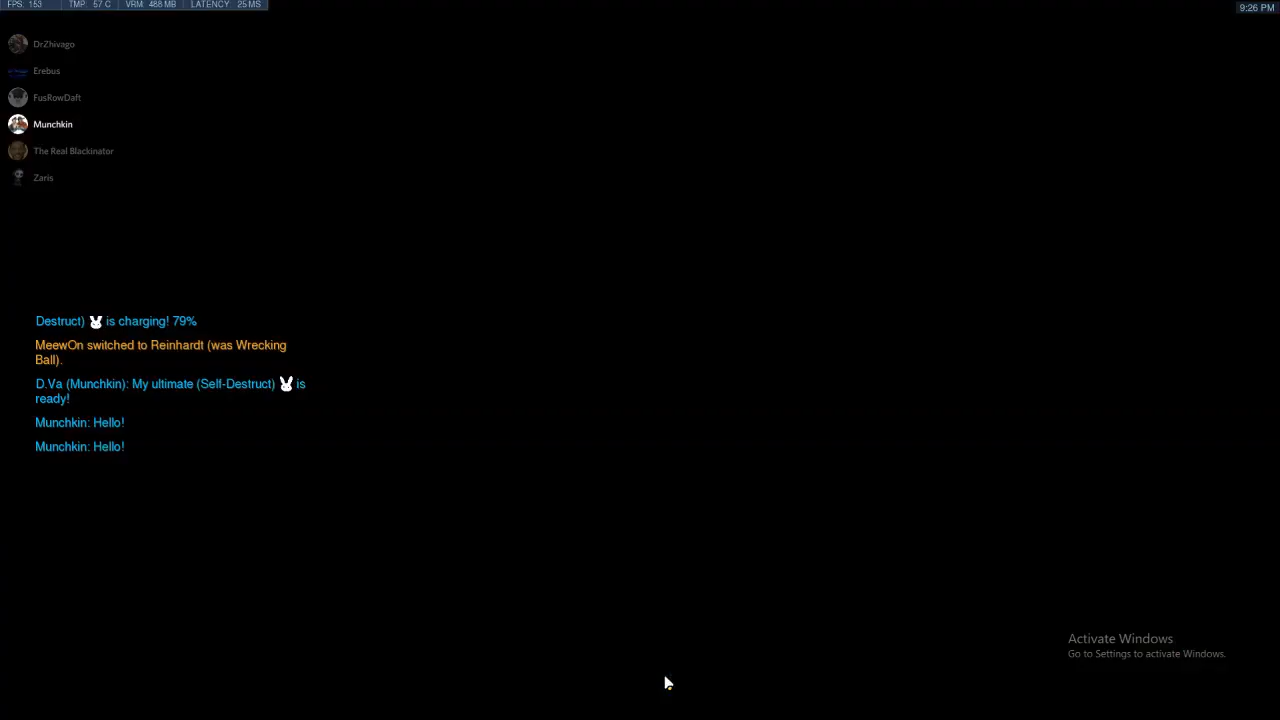 FPS: 153 TMP: 57 C VRM: 468 MB LATENCY: 25 MS
9:26 PM
DrZhivago
Erebus
FusRowDaft
Munchkin
The Real Blackinator
Zaris
Destruct) is charging! 79%
MeewOn switched to Reinhardt (was Wrecking
Ball).
D.Va (Munchkin): My ultimate (Self-Destruct) is
ready!
Munchkin: Hello!
Munchkin: Hello!
Activate Windows
Go to Settings to activate Windows.